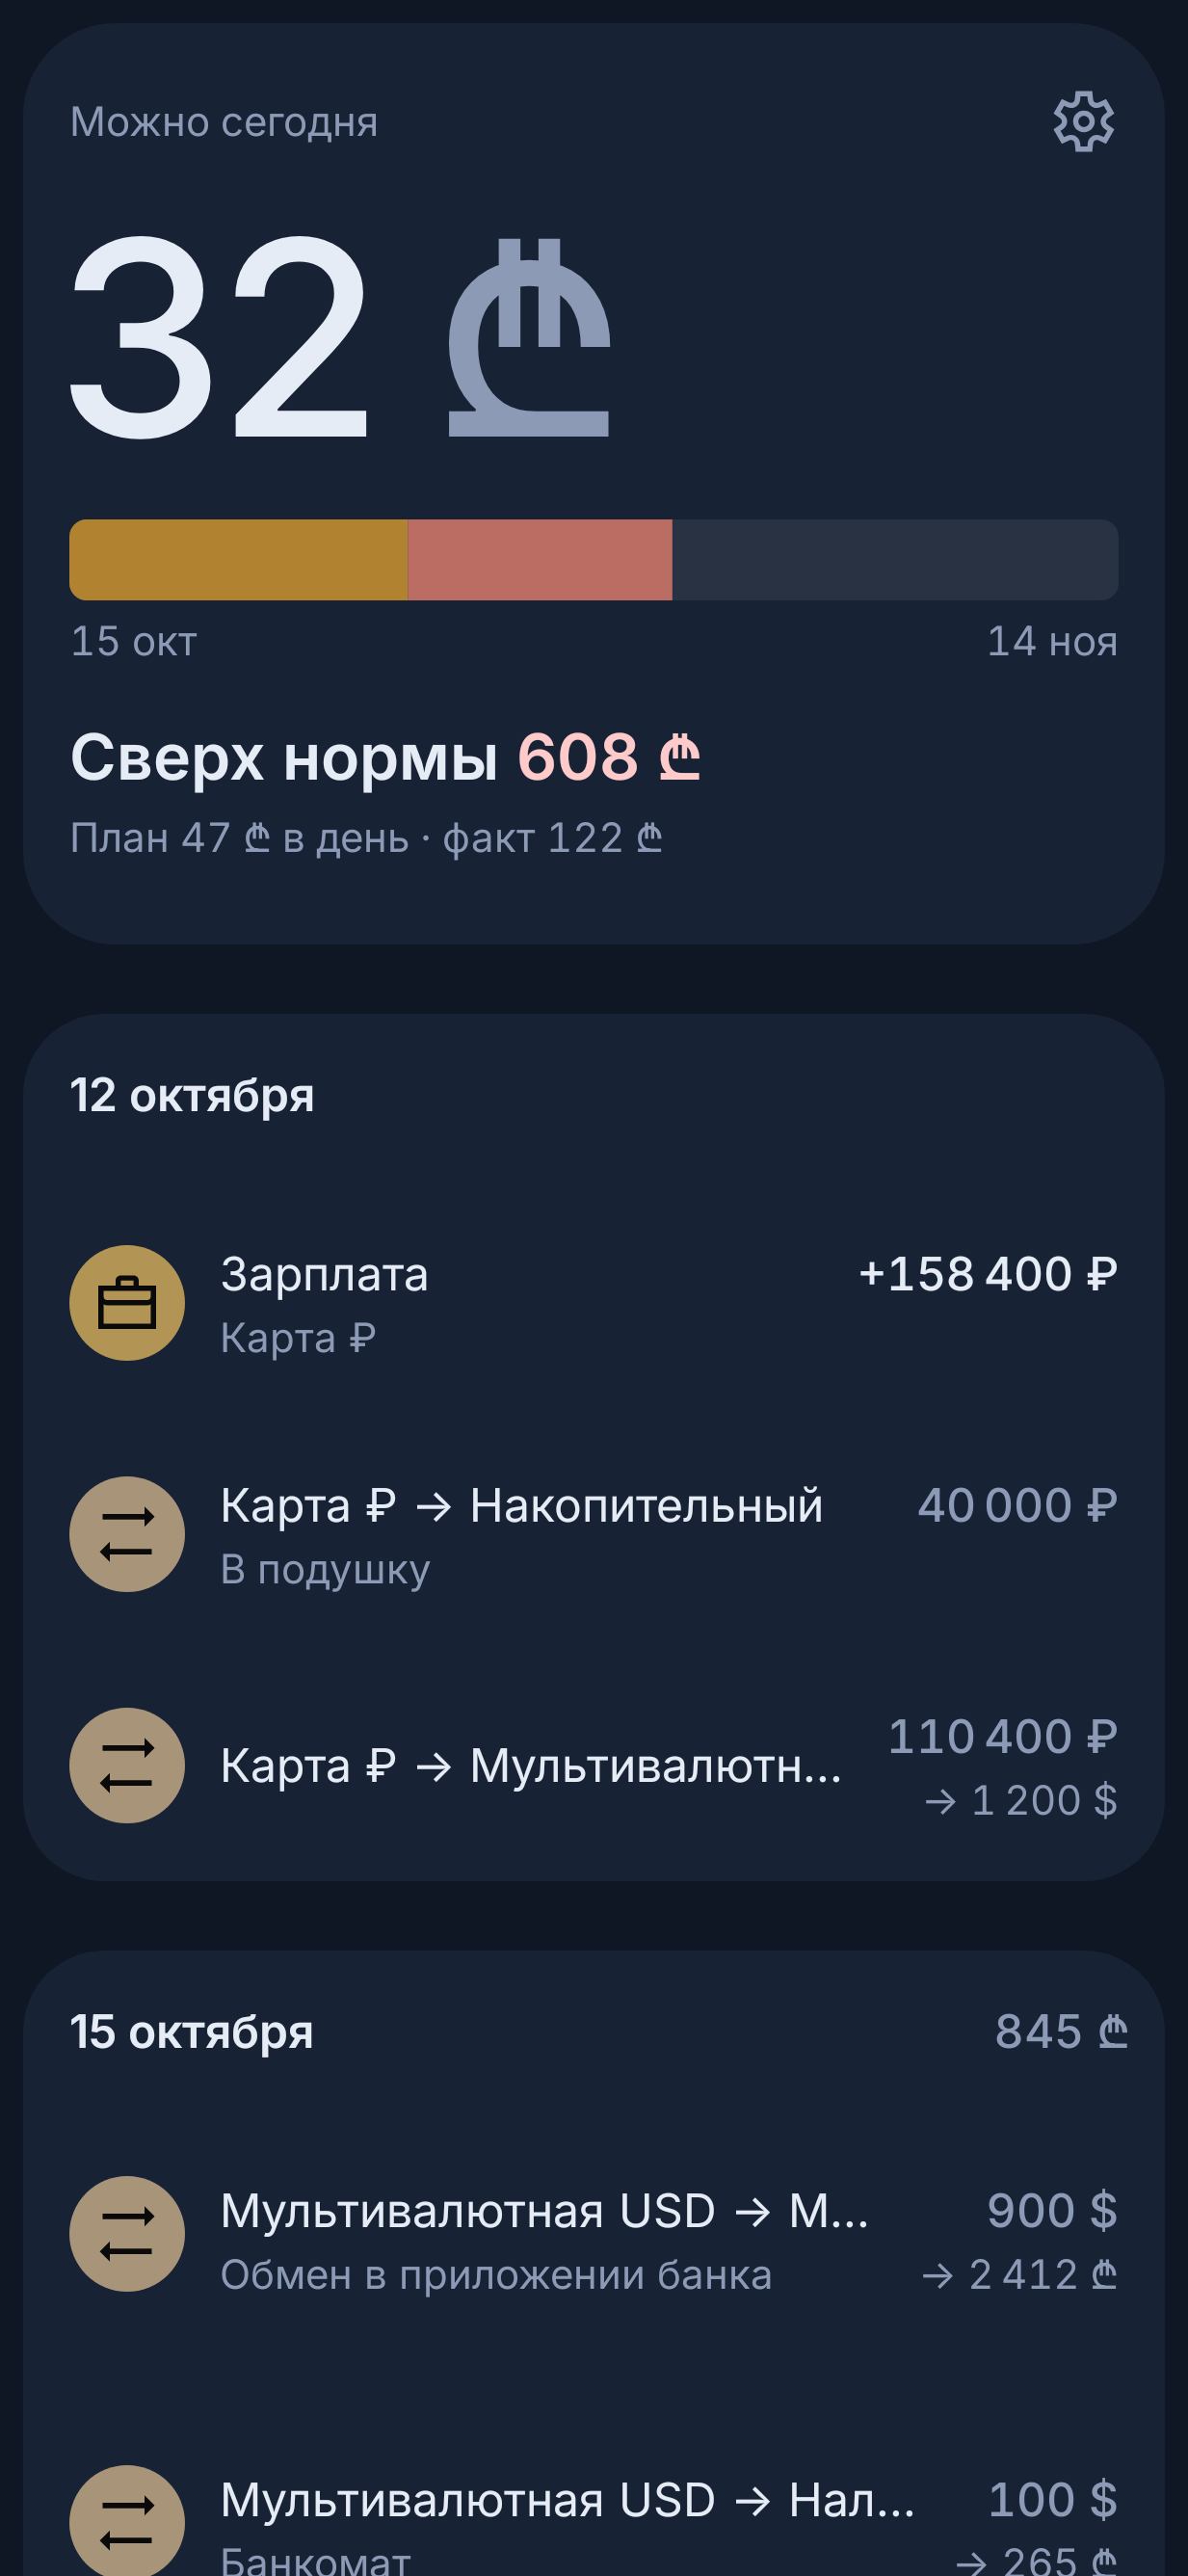 Можно сегодня
32 ₾
15 окт 14 ноя
Сверх нормы 608 ₾
План 47 ₾ в день · факт 122 ₾
12 октября
Зарплата +158 400 ₽
Карта ₽
Карта ₽ → Накопительный 40 000 ₽
В подушку
Карта ₽ → Мультивалютн... 110 400 ₽
→ 1 200 $
15 октября 845 ₾
Мультивалютная USD → М... 900 $
Обмен в приложении банка → 2 412 ₾
Мультивалютная USD → Нал... 100 $
Банкомат → 265 ₾